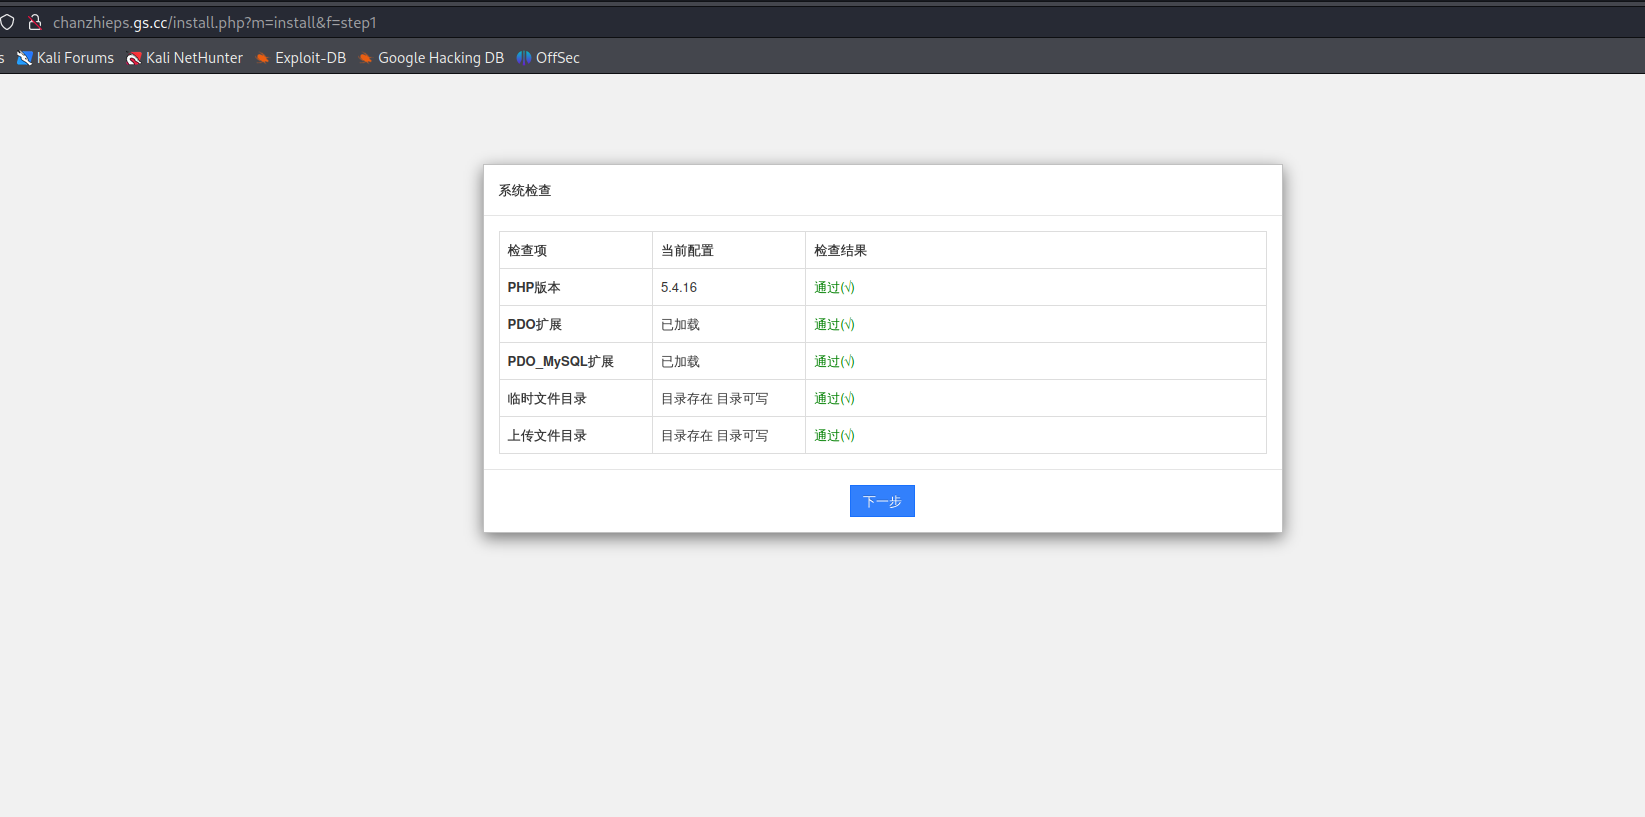 chanzhieps.gs.cc/install.php?m=install&f=step1
s Kali Forums Kali NetHunter Exploit-DB Google Hacking DB OffSec
系统检查
检查项 当前配置 检查结果
PHP版本 5.4.16 通过(√)
PDO扩展 已加载 通过(√)
PDO_MySQL扩展 已加载 通过(√)
临时文件目录 目录存在 目录可写 通过(√)
上传文件目录 目录存在 目录可写 通过(√)
下一步